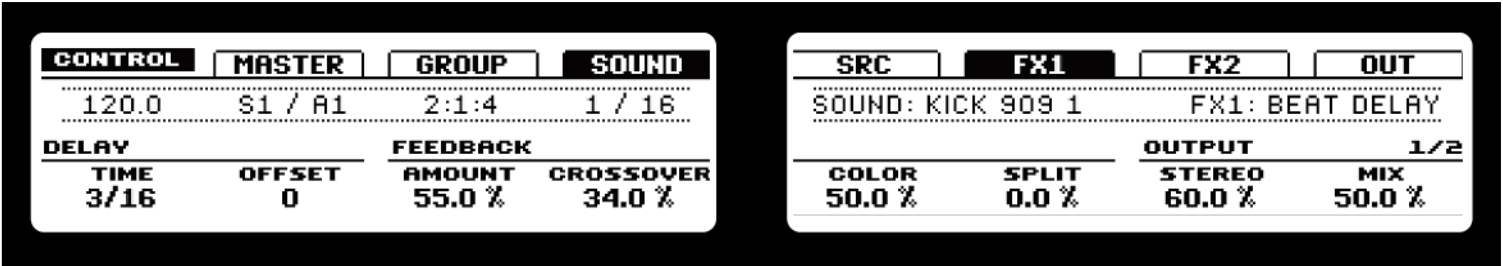 CONTROL MASTER GROUP SOUND
120.0 S1 / A1 2:1:4 1 / 16
DELAY FEEDBACK
TIME OFFSET AMOUNT CROSSOVER
3/16 0 55.0 % 34.0 %
SRC FX1 FX2 OUT
SOUND: KICK 909 1 FX1: BEAT DELAY
OUTPUT 1/2
COLOR SPLIT STEREO MIX
50.0 % 0.0 % 60.0 % 50.0 %